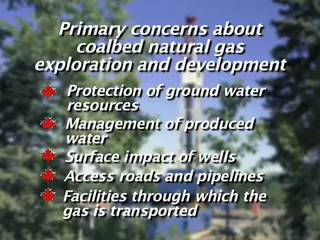 Primary concerns about
coalbed natural gas
exploration and development
Protection of ground water
resources
Management of produced
water
Surface impact of wells
Access roads and pipelines
Facilities through which the
gas is transported